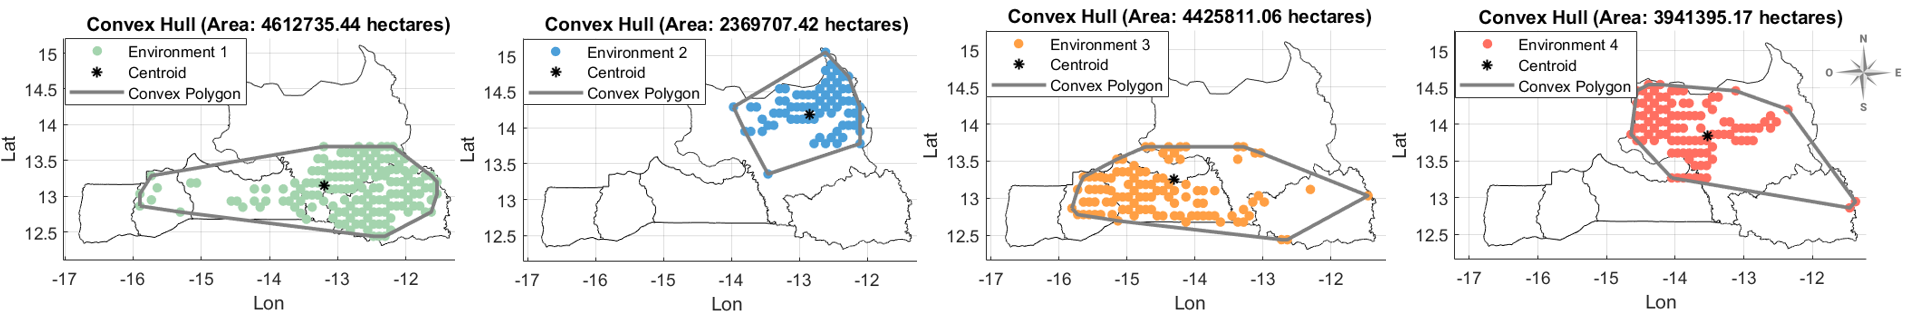 Convex Hull (Area: 4612735.44 hectares)
Environment 1
Centroid
Convex Polygon
15
14.5
14
13.5
13
12.5
Lat
-17
-16
-15
-14
-13
-12
Lon
Convex Hull (Area: 2369707.42 hectares)
Environment 2
Centroid
Convex Polygon
15
14.5
14
13.5
13
12.5
Lat
-17
-16
-15
-14
-13
-12
Lon
Convex Hull (Area: 4425811.06 hectares)
Environment 3
Centroid
Convex Polygon
15
14.5
14
13.5
13
12.5
Lat
-17
-16
-15
-14
-13
-12
Lon
Convex Hull (Area: 3941395.17 hectares)
Environment 4
Centroid
Convex Polygon
15
14.5
14
13.5
13
12.5
Lat
-17
-16
-15
-14
-13
-12
Lon
N
O
E
S